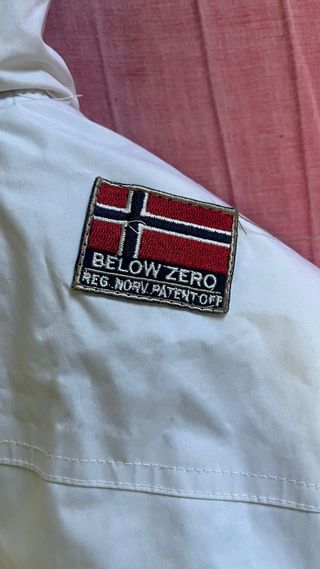 BELOW ZERO
REG. NORV. PATENT OFF